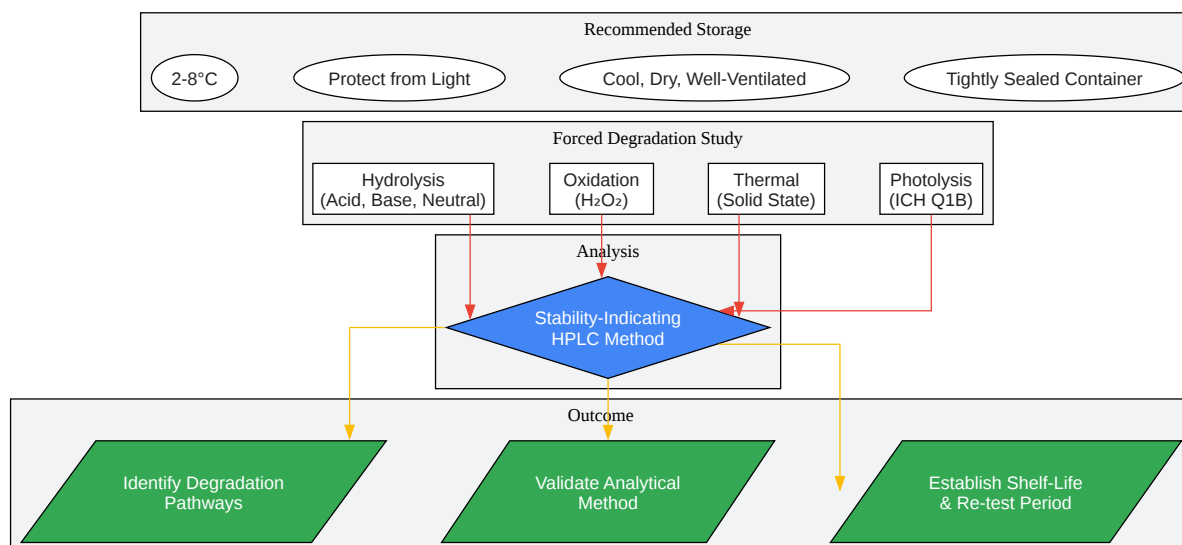 Recommended Storage
2-8°C
Protect from Light
Cool, Dry, Well-Ventilated
Tightly Sealed Container
Forced Degradation Study
Hydrolysis
(Acid, Base, Neutral)
Oxidation
(H₂O₂)
Thermal
(Solid State)
Photolysis
(ICH Q1B)
Analysis
Stability-Indicating
HPLC Method
Outcome
Identify Degradation
Pathways
Validate Analytical
Method
Establish Shelf-Life
& Re-test Period